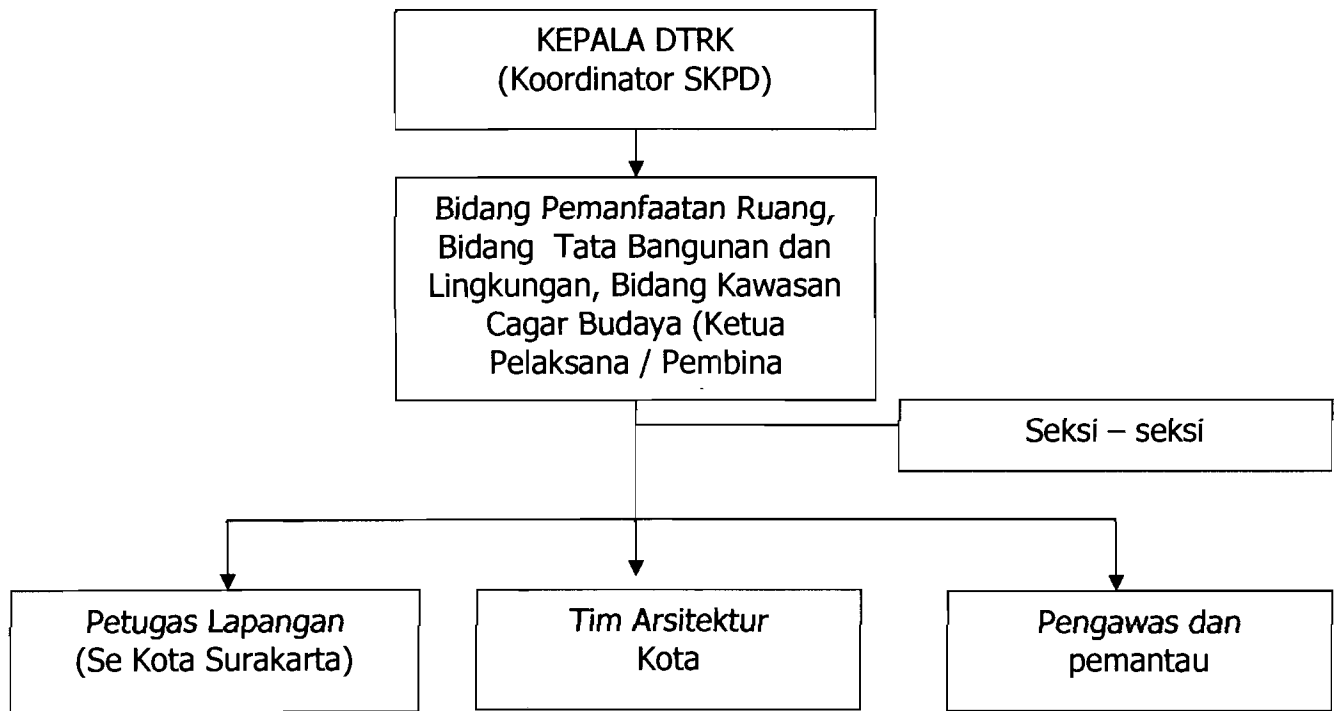 KEPALA DTRK
(Koordinator SKPD)
Bidang Pemanfaatan Ruang,
Bidang Tata Bangunan dan
Lingkungan, Bidang Kawasan
Cagar Budaya (Ketua
Pelaksana / Pembina
Seksi – seksi
Petugas Lapangan
(Se Kota Surakarta)
Tim Arsitektur
Kota
Pengawas dan
pemantau